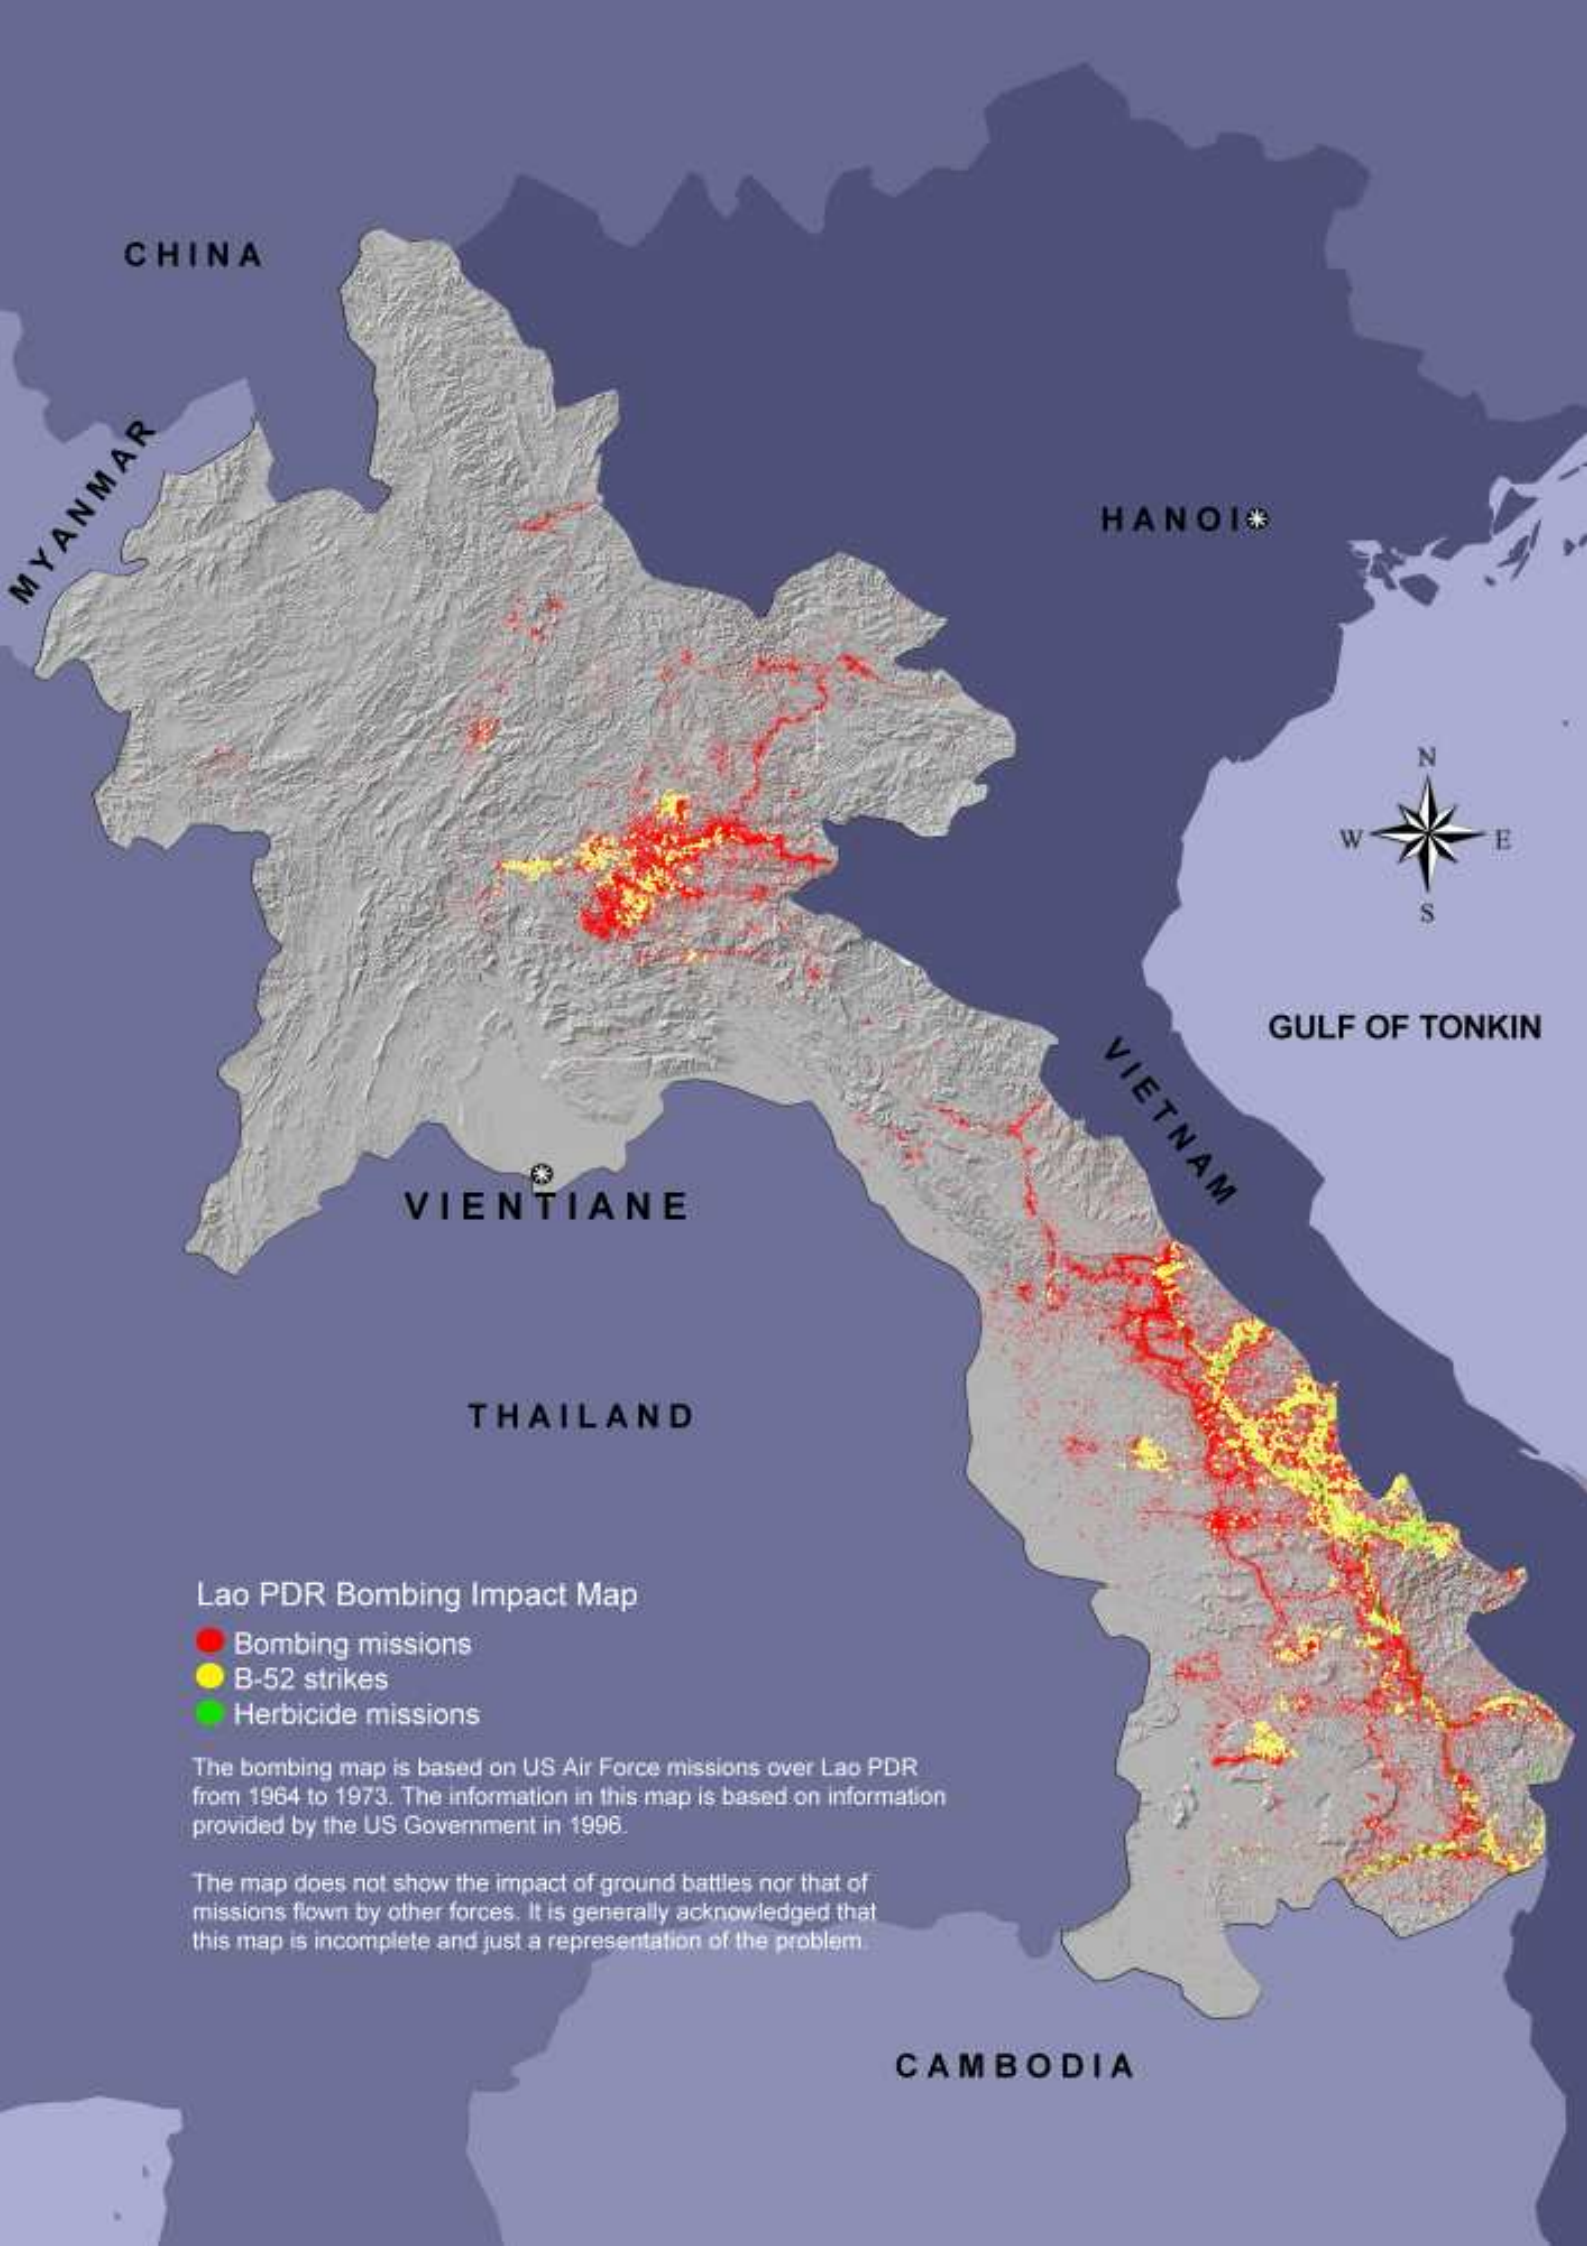 CHINA
MYANMAR
HANOI
N
W E
S
GULF OF TONKIN
VIETNAM
VIENTIANE
THAILAND
Lao PDR Bombing Impact Map
Bombing missions
B-52 strikes
Herbicide missions
The bombing map is based on US Air Force missions over Lao PDR
from 1964 to 1973. The information in this map is based on information
provided by the US Government in 1996.
The map does not show the impact of ground battles nor that of
missions flown by other forces. It is generally acknowledged that
this map is incomplete and just a representation of the problem.
CAMBODIA